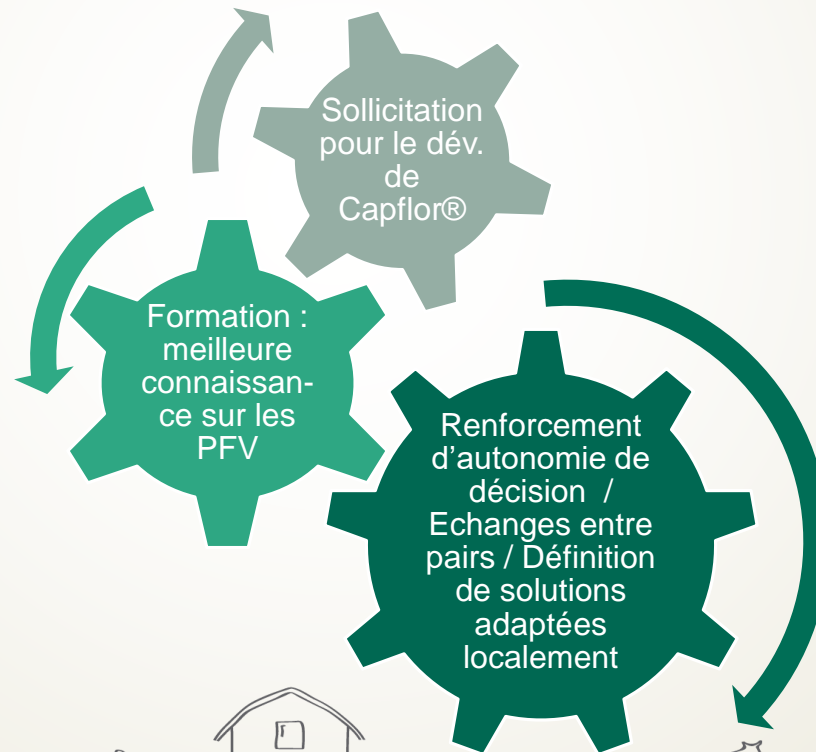 Sollicitation
pour le dév.
de
Capflor®
Formation :
meilleure
connaissan-
ce sur les
PFV
Renforcement
d'autonomie de
décision /
Echanges entre
pairs / Définition
de solutions
adaptées
localement